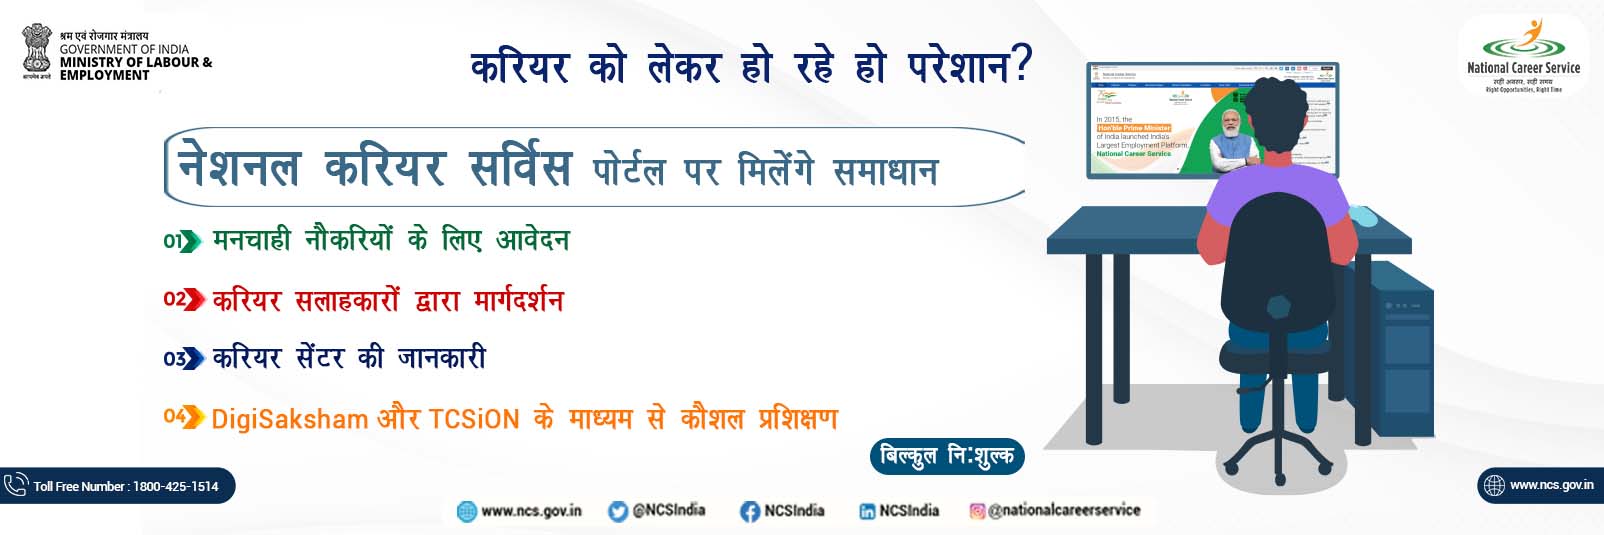 श्रम एवं रोजगार मंत्रालय
GOVERNMENT OF INDIA
MINISTRY OF LABOUR &
EMPLOYMENT
सत्यमेव जयते
करियर को लेकर हो रहे हो परेशान?
National Career Service
सही अवसर, सही समय
Right Opportunities, Right Time
In 2015, the
Hon'ble Prime Minister
of India launched India's
Largest Employment Platform,
National Career Service
नेशनल करियर सर्विस पोर्टल पर मिलेंगे समाधान
01 मनचाही नौकरियों के लिए आवेदन
02 करियर सलाहकारों द्वारा मार्गदर्शन
03 करियर सेंटर की जानकारी
04 DigiSaksham और TCSiON के माध्यम से कौशल प्रशिक्षण
बिल्कुल नि:शुल्क
Toll Free Number : 1800-425-1514
www.ncs.gov.in
www.ncs.gov.in @NCSIndia NCSIndia NCSIndia @nationalcareerservice